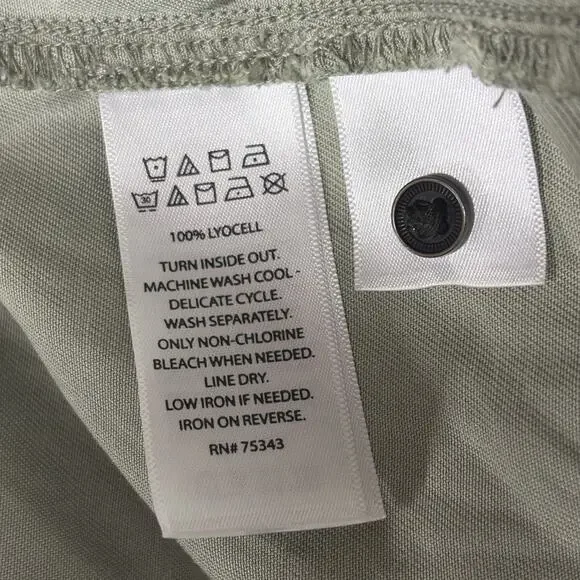 30
100% LYOCELL
TURN INSIDE OUT.
MACHINE WASH COOL -
DELICATE CYCLE.
WASH SEPARATELY.
ONLY NON-CHLORINE
BLEACH WHEN NEEDED.
LINE DRY.
LOW IRON IF NEEDED.
IRON ON REVERSE.
RN# 75343